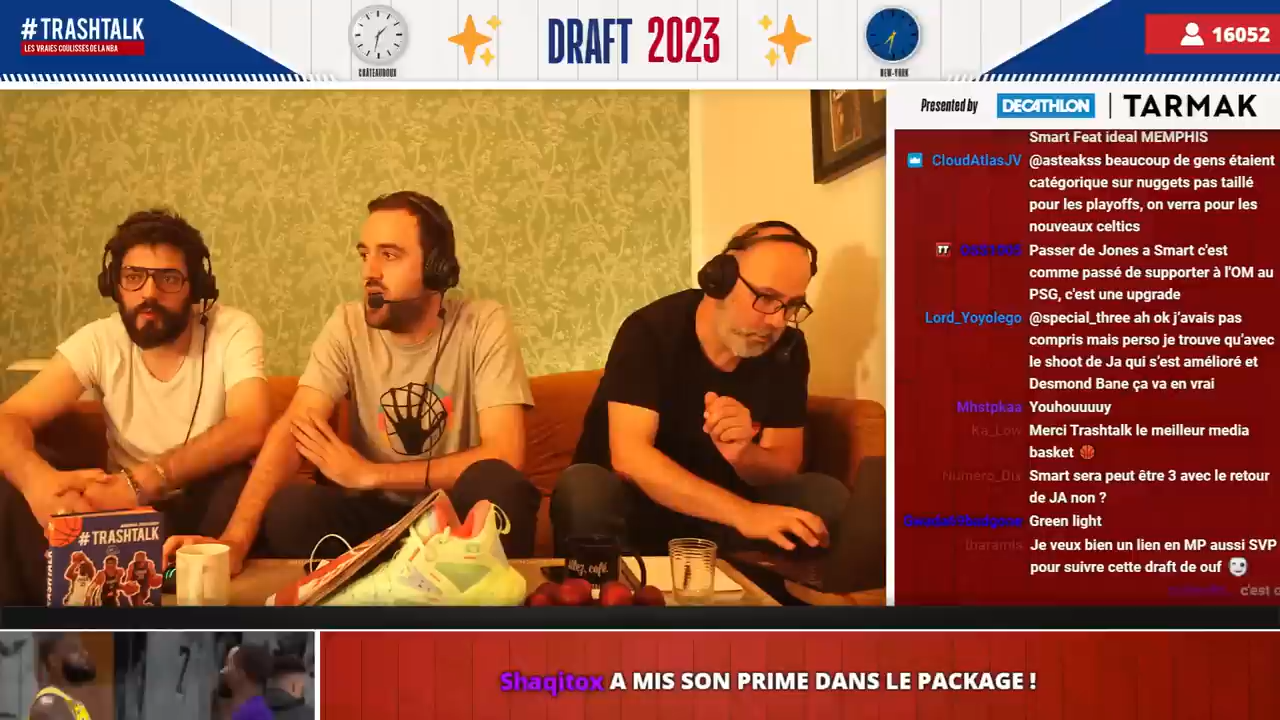 #TRASHTALK
LES VRAIES COULISSES DE LA NBA
CHÂTEAUROUX
DRAFT 2023
NEW-YORK
16052
Presented by DECATHLON | TARMAK
Smart Feat ideal MEMPHIS
CloudAtlasJV @asteakss beaucoup de gens étaient
catégorique sur nuggets pas taillé
pour les playoffs, on verra pour les
nouveaux celtics
TT Passer de Jones a Smart c'est
comme passé de supporter à l'OM au
PSG, c'est une upgrade
Lord_Yoyolego @special_three ah ok j'avais pas
compris mais perso je trouve qu'avec
le shoot de Ja qui s'est amélioré et
Desmond Bane ça va en vrai
Mhstpkaa Youhouuuuy
Ka_Low Merci Trashtalk le meilleur media
basket
Numero_Dix Smart sera peut être 3 avec le retour
de JA non ?
Green light
Je veux bien un lien en MP aussi SVP
pour suivre cette draft de ouf
c'est
#TRASHTALK
allez, café.
Shaqitox A MIS SON PRIME DANS LE PACKAGE !